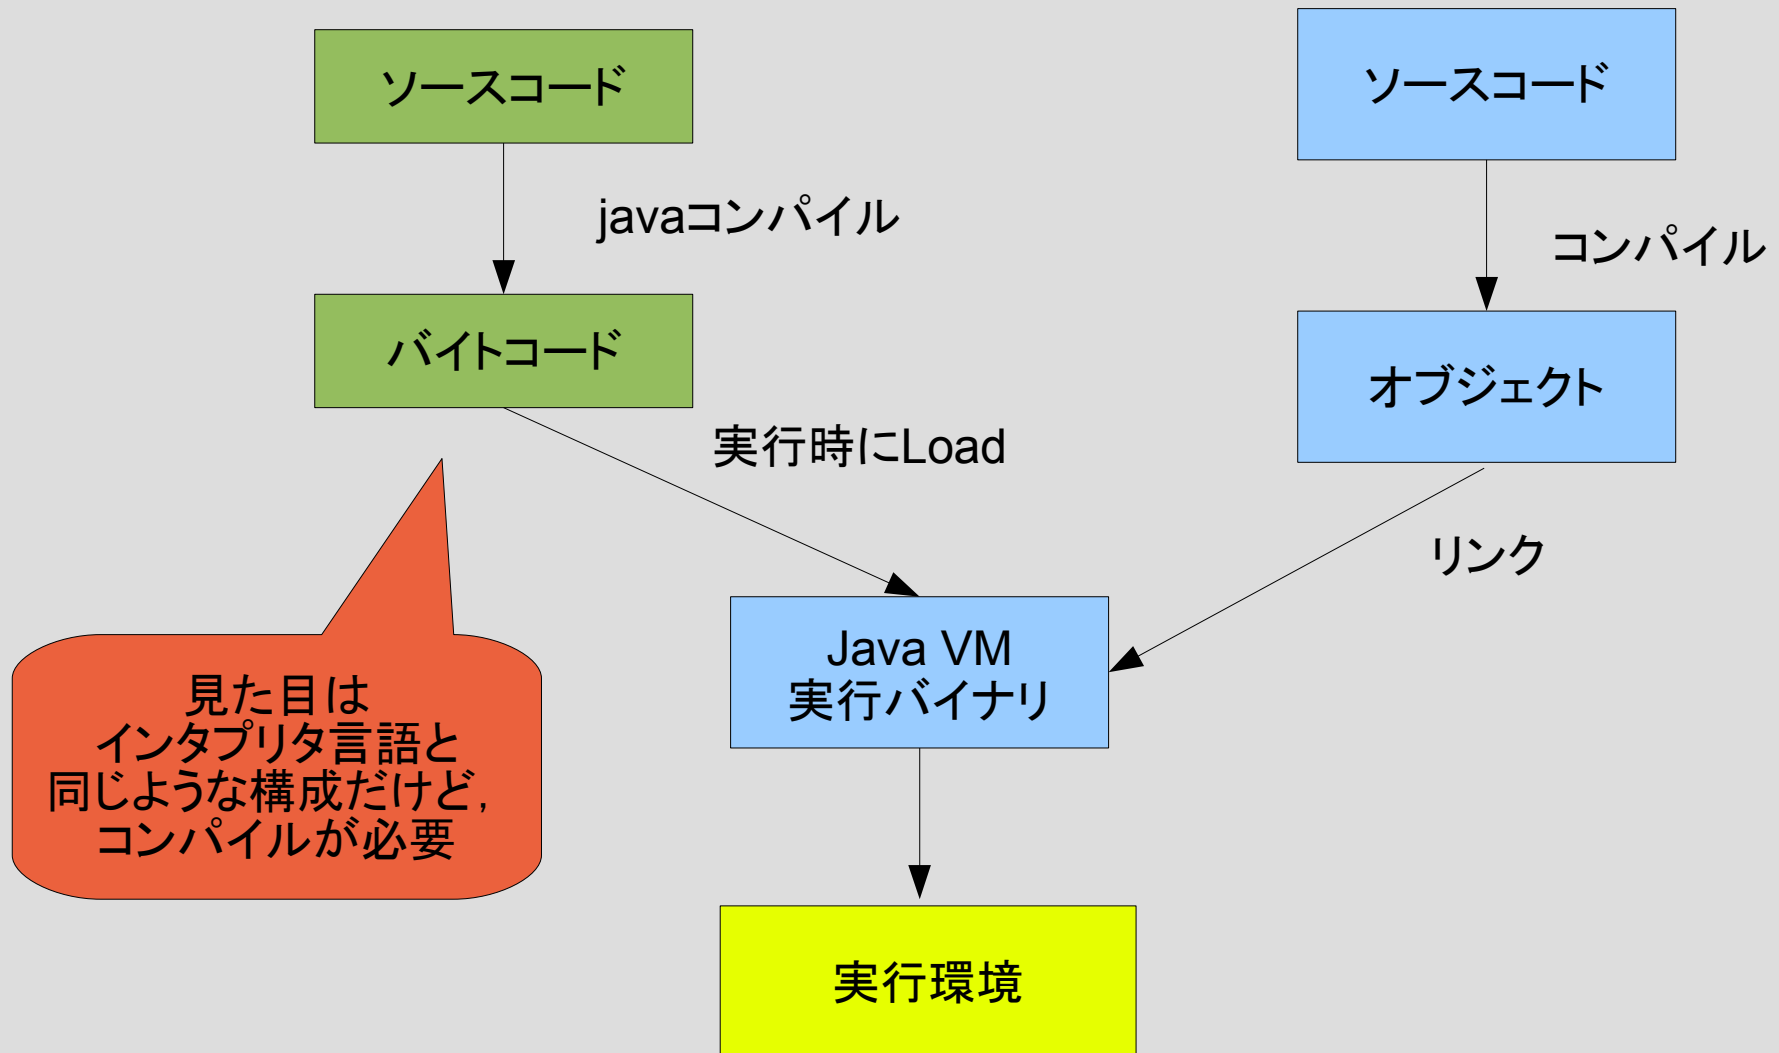 ソースコード
ソースコード
javaコンパイル
コンパイル
バイトコード
オブジェクト
実行時にLoad
リンク
Java VM
実行バイナリ
見た目は
インタプリタ言語と
同じような構成だけど,
コンパイルが必要
実行環境